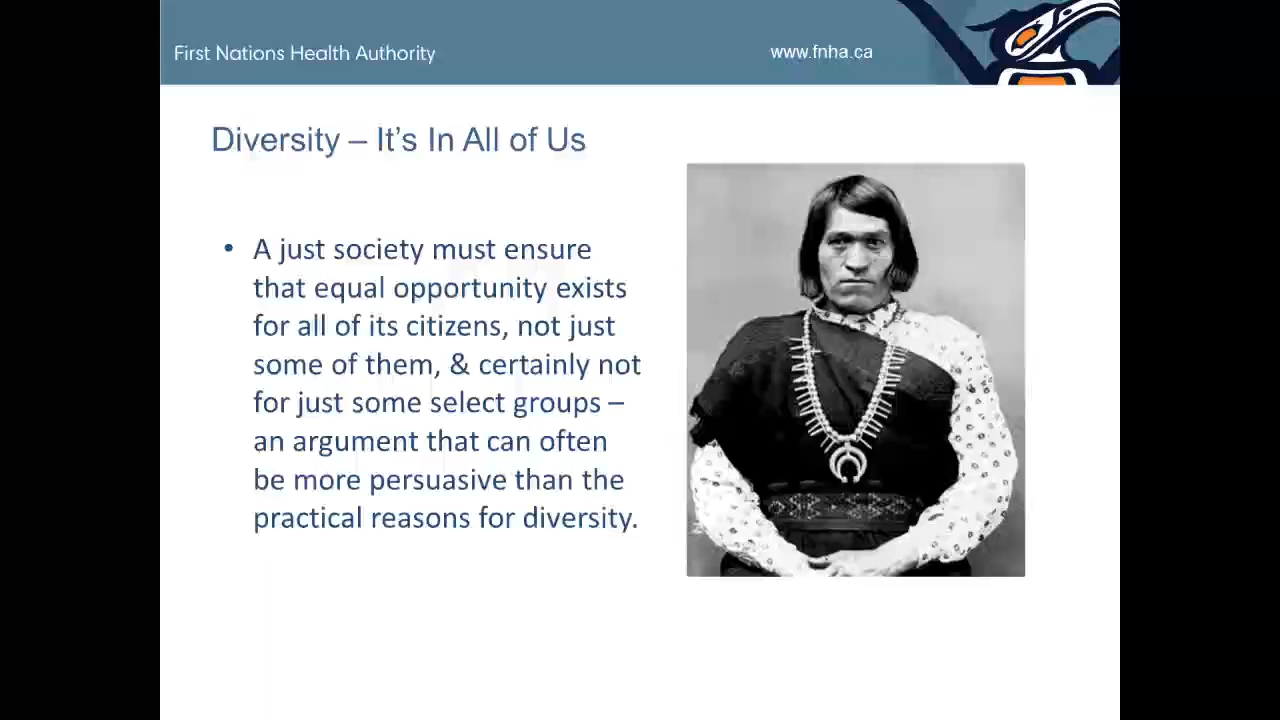 First Nations Health Authority
www.fnha.ca
Diversity – It’s In All of Us
• A just society must ensure
that equal opportunity exists
for all of its citizens, not just
some of them, & certainly not
for just some select groups –
an argument that can often
be more persuasive than the
practical reasons for diversity.